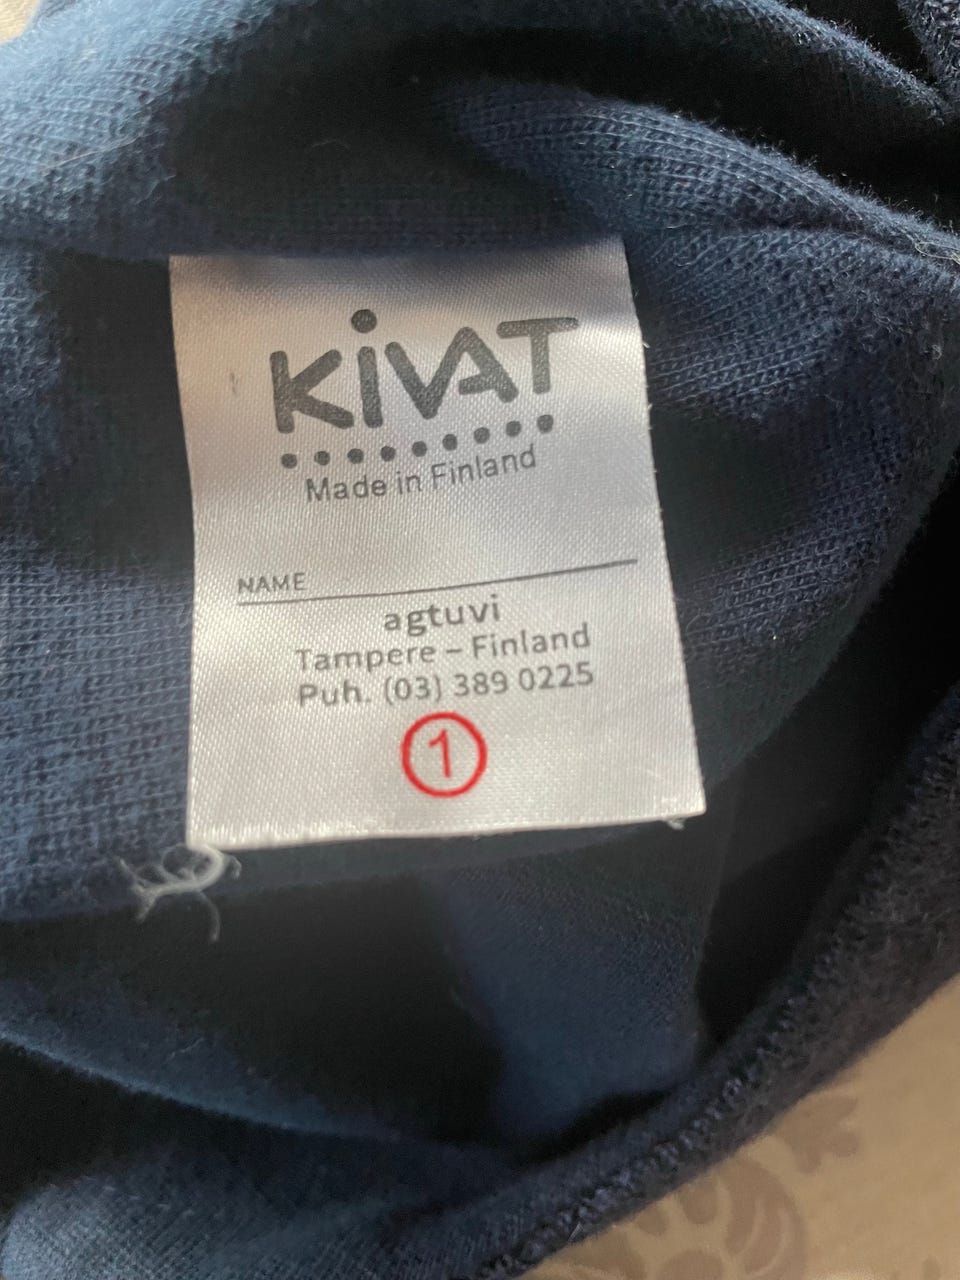 KiVAT
Made in Finland
NAME
agtuvi
Tampere – Finland
Puh. (03) 389 0225
1